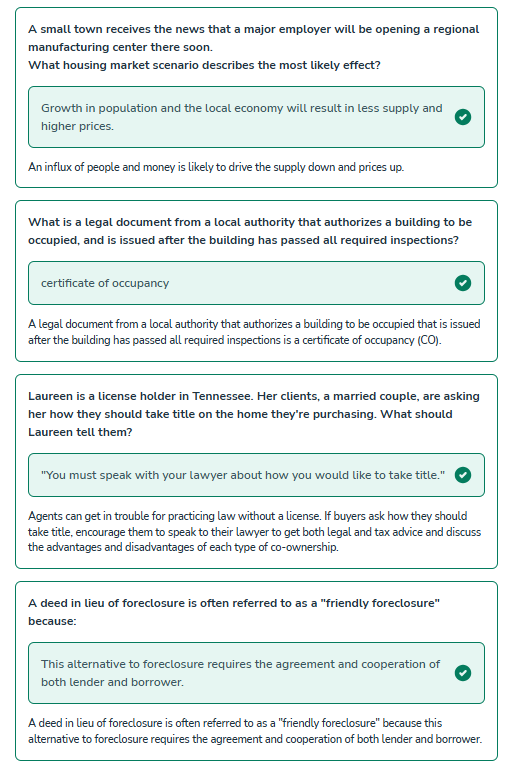 A small town receives the news that a major employer will be opening a regional
manufacturing center there soon.
What housing market scenario describes the most likely effect?
Growth in population and the local economy will result in less supply and
higher prices.
An influx of people and money is likely to drive the supply down and prices up.
What is a legal document from a local authority that authorizes a building to be
occupied, and is issued after the building has passed all required inspections?
certificate of occupancy
A legal document from a local authority that authorizes a building to be occupied that is issued
after the building has passed all required inspections is a certificate of occupancy (CO).
Laureen is a license holder in Tennessee. Her clients, a married couple, are asking
her how they should take title on the home they're purchasing. What should
Laureen tell them?
"You must speak with your lawyer about how you would like to take title."
Agents can get in trouble for practicing law without a license. If buyers ask how they should
take title, encourage them to speak to their lawyer to get both legal and tax advice and discuss
the advantages and disadvantages of each type of co-ownership.
A deed in lieu of foreclosure is often referred to as a "friendly foreclosure"
because:
This alternative to foreclosure requires the agreement and cooperation of
both lender and borrower.
A deed in lieu of foreclosure is often referred to as a "friendly foreclosure" because this
alternative to foreclosure requires the agreement and cooperation of both lender and borrower.